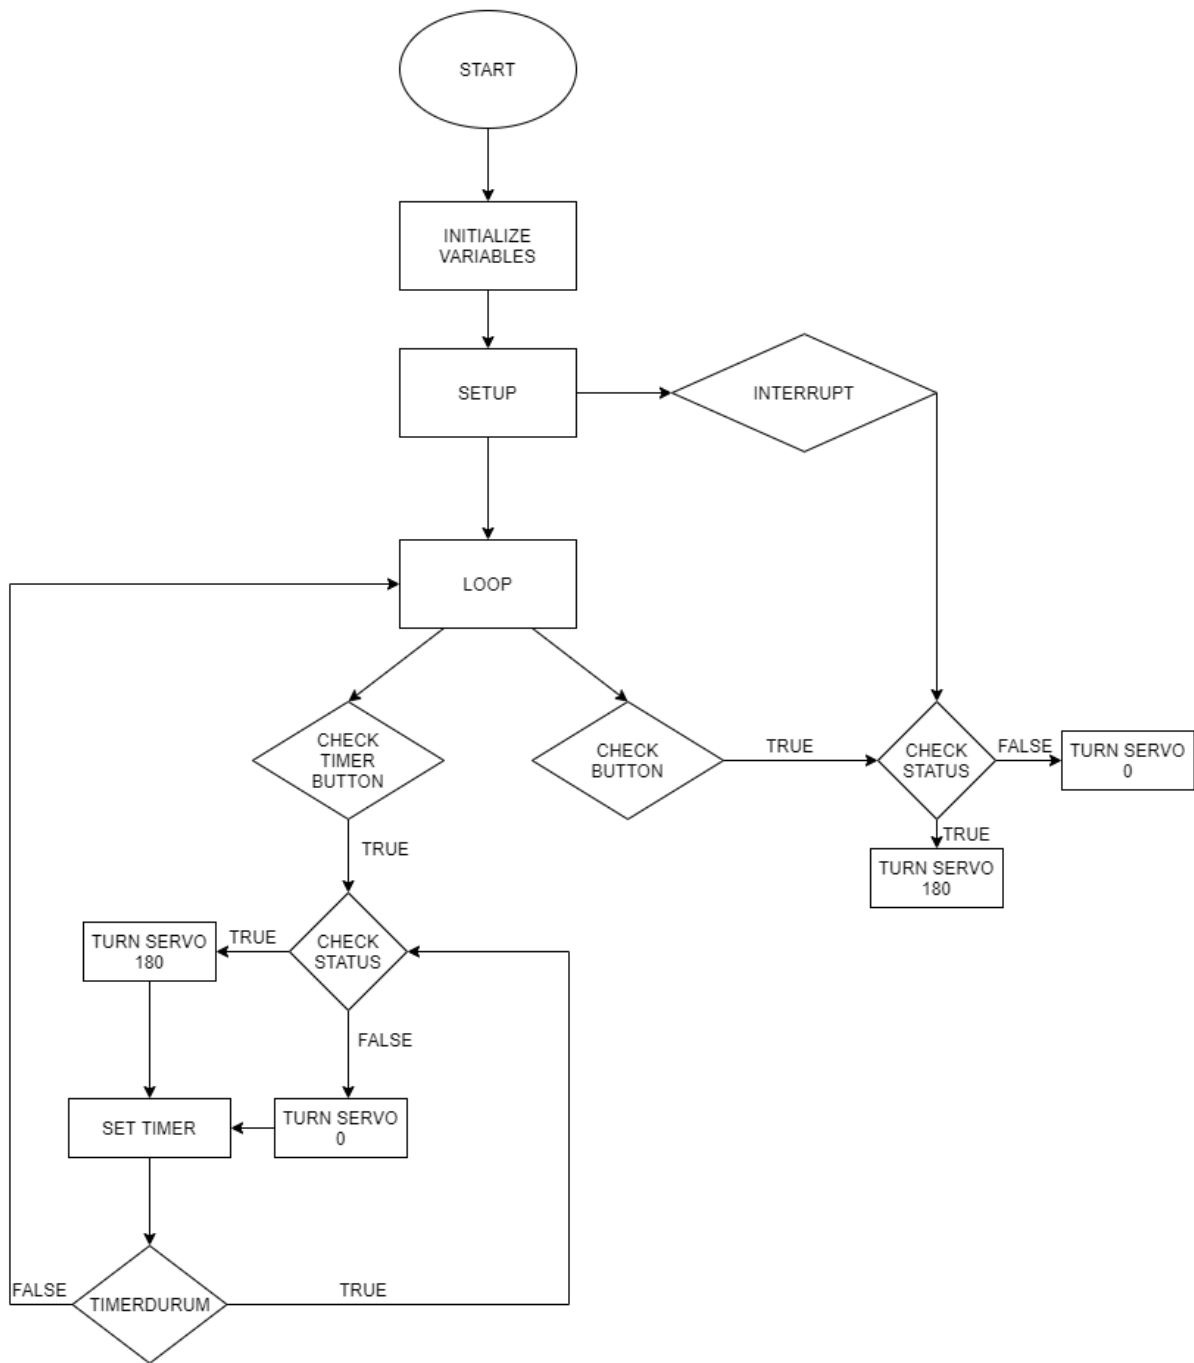 START
INITIALIZE
VARIABLES
SETUP
INTERRUPT
LOOP
CHECK
TIMER
BUTTON
CHECK
BUTTON
TRUE
CHECK
STATUS
FALSE
TURN SERVO
0
TRUE
TURN SERVO
180
TRUE
TURN SERVO
180
TRUE
CHECK
STATUS
FALSE
SET TIMER
TURN SERVO
0
FALSE
TIMERDURUM
TRUE